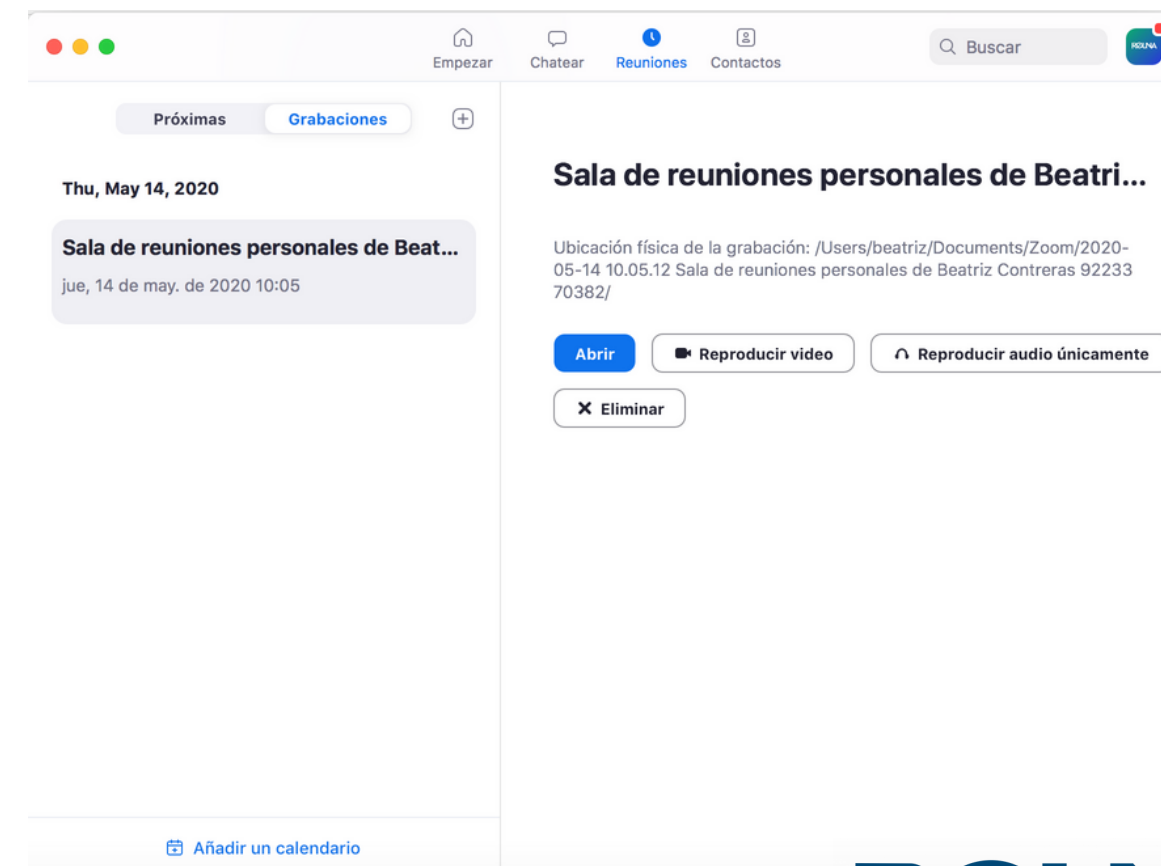 Empezar
Chatear
Reuniones
Contactos
Buscar
Próximas
Grabaciones
Thu, May 14, 2020
Sala de reuniones personales de Beat...
jue, 14 de may. de 2020 10:05
Añadir un calendario
Sala de reuniones personales de Beatri...
Ubicación física de la grabación: /Users/beatriz/Documents/Zoom/2020-
05-14 10.05.12 Sala de reuniones personales de Beatriz Contreras 92233
70382/
Abrir
Reproducir video
Reproducir audio únicamente
Eliminar